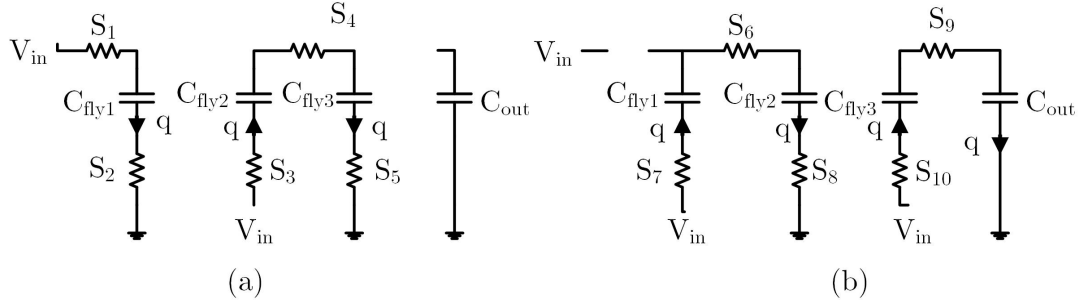 S₁
S₄
S₆
S₉
V_in
V_in
C_fly1
C_fly2
C_fly3
C_out
C_fly1
C_fly2
C_fly3
C_out
q
q
q
q
q
q
q
S₂
S₃
S₅
S₇
S₈
S₁₀
V_in
V_in
V_in
(a)
(b)